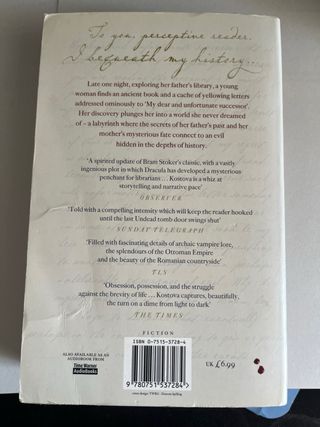 To you, perceptive reader,
I bequeath my history.
Late one night, exploring her father's library, a young
woman finds an ancient book and a cache of yellowing letters
addressed ominously to 'My dear and unfortunate successor'.
Her discovery plunges her into a world she never dreamed
of – a labyrinth where the secrets of her father's past and her
mother's mysterious fate connect to an evil
hidden in the depths of history.
'A spirited update of Bram Stoker's classic, with a vastly
ingenious plot in which Dracula has developed a mysterious
penchant for librarians . . . Kostova is a whiz at
storytelling and narrative pace'
OBSERVER
'Told with a compelling intensity which will keep the reader hooked
until the last Undead tomb door swings shut'
SUNDAY TELEGRAPH
'Filled with fascinating details of archaic vampire lore,
the splendours of the Ottoman Empire
and the beauty of the Romanian countryside'
TLS
'Obsession, possession, and the struggle
against the brevity of life . . . Kostova captures, beautifully,
the turn on a dime from light to dark'
THE TIMES
FICTION
ALSO AVAILABLE AS AN
AUDIOBOOK FROM
Time Warner
AudioBooks
ISBN 0-7515-3728-4
9 780751 537284 >
UK £6.99